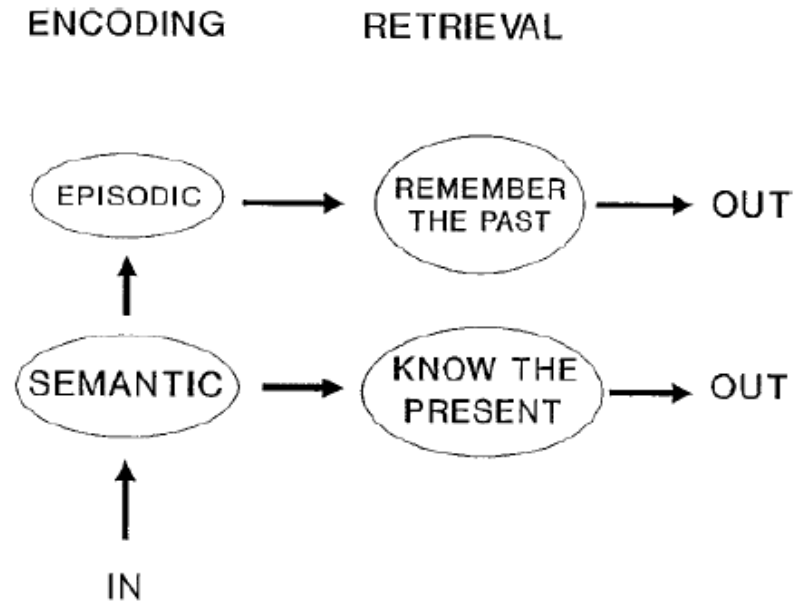 ENCODING RETRIEVAL
EPISODIC
REMEMBER
THE PAST
OUT
SEMANTIC
KNOW THE
PRESENT
OUT
IN